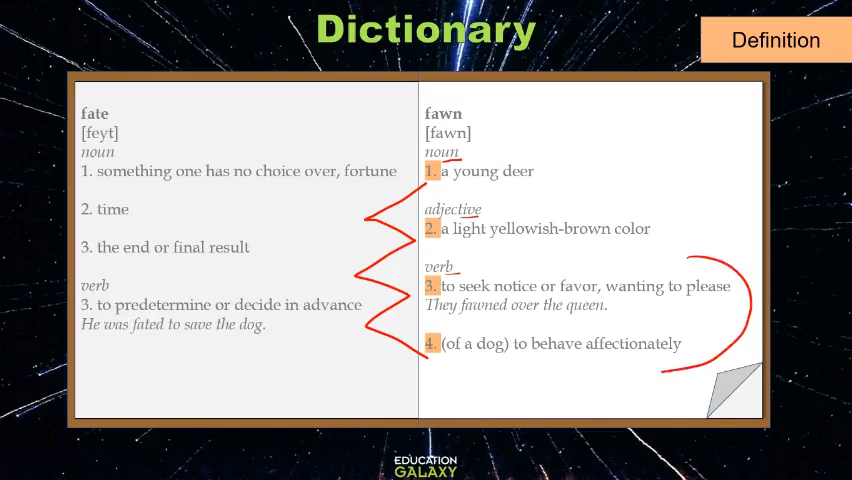 Dictionary
Definition
fate
[feyt]
noun
1. something one has no choice over, fortune
2. time
3. the end or final result
verb
3. to predetermine or decide in advance
He was fated to save the dog.
fawn
[fawn]
noun
1. a young deer
adjective
2. a light yellowish-brown color
verb
3. to seek notice or favor, wanting to please
They fawned over the queen.
4. (of a dog) to behave affectionately
EDUCATION
GALAXY